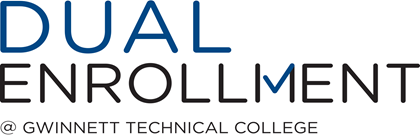 DUAL
ENROLLMENT
@ GWINNETT TECHNICAL COLLEGE